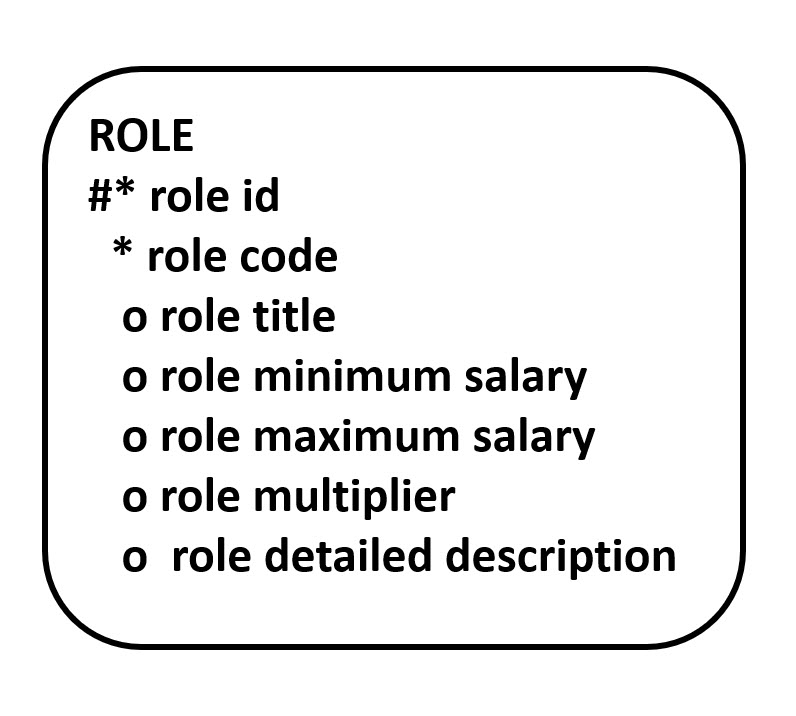 ROLE
#* role id
* role code
o role title
o role minimum salary
o role maximum salary
o role multiplier
o role detailed description